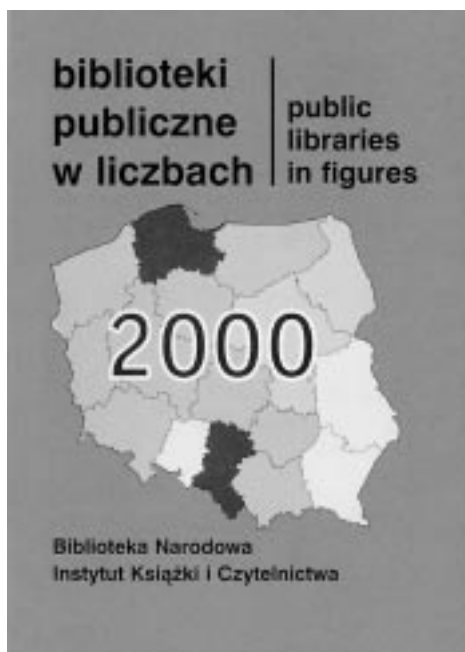 biblioteki
publiczne
w liczbach
public
libraries
in figures
2000
Biblioteka Narodowa
Instytut Książki i Czytelnictwa